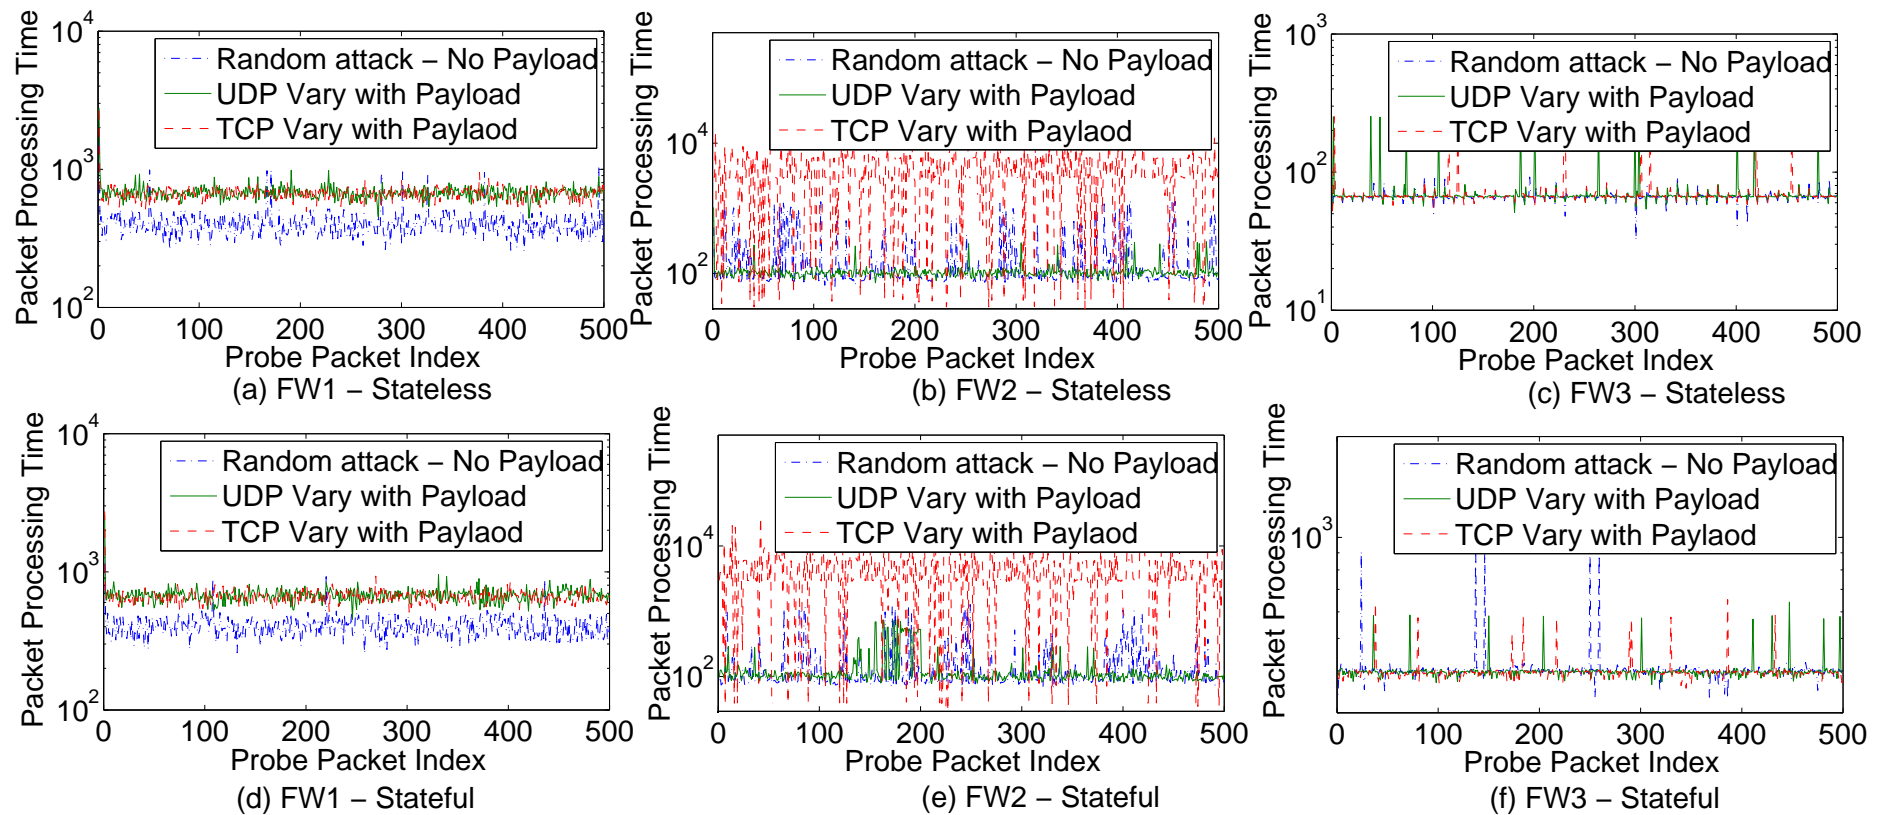 Packet Processing Time
10^4
10^3
10^2
Random attack – No Payload
UDP Vary with Payload
TCP Vary with Paylaod
0 100 200 300 400 500
Probe Packet Index
(a) FW1 – Stateless
Packet Processing Time
10^4
10^2
Random attack – No Payload
UDP Vary with Payload
TCP Vary with Paylaod
0 100 200 300 400 500
Probe Packet Index
(b) FW2 – Stateless
Packet Processing Time
10^3
10^2
10^1
Random attack – No Payload
UDP Vary with Payload
TCP Vary with Paylaod
0 100 200 300 400 500
Probe Packet Index
(c) FW3 – Stateless
Packet Processing Time
10^4
10^3
10^2
Random attack – No Payload
UDP Vary with Payload
TCP Vary with Paylaod
0 100 200 300 400 500
Probe Packet Index
(d) FW1 – Stateful
Packet Processing Time
10^4
10^2
Random attack – No Payload
UDP Vary with Payload
TCP Vary with Paylaod
0 100 200 300 400 500
Probe Packet Index
(e) FW2 – Stateful
Packet Processing Time
10^3
Random attack – No Payload
UDP Vary with Payload
TCP Vary with Paylaod
0 100 200 300 400 500
Probe Packet Index
(f) FW3 – Stateful